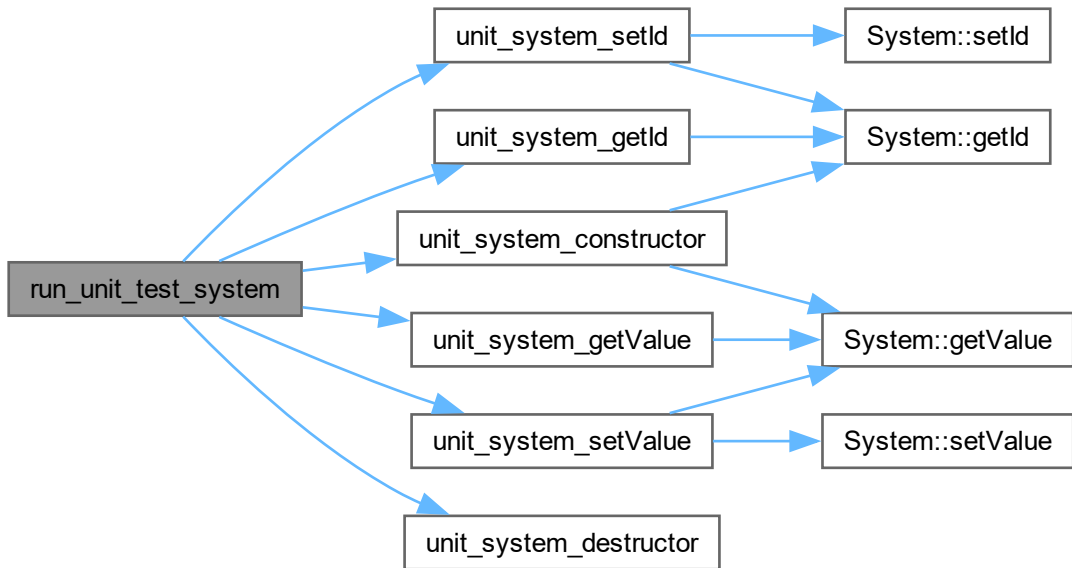 unit_system_setId
System::setId
unit_system_getId
System::getId
unit_system_constructor
run_unit_test_system
unit_system_getValue
System::getValue
unit_system_setValue
System::setValue
unit_system_destructor